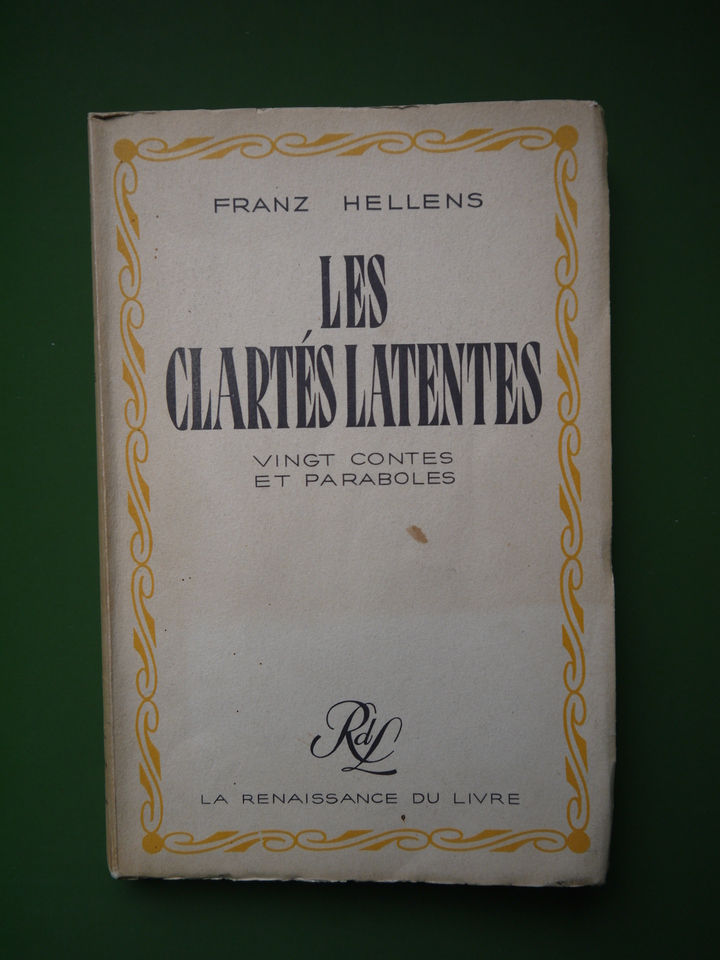 FRANZ HELLENS
LES
CLARTÉS LATENTES
VINGT CONTES
ET PARABOLES
RdL
LA RENAISSANCE DU LIVRE